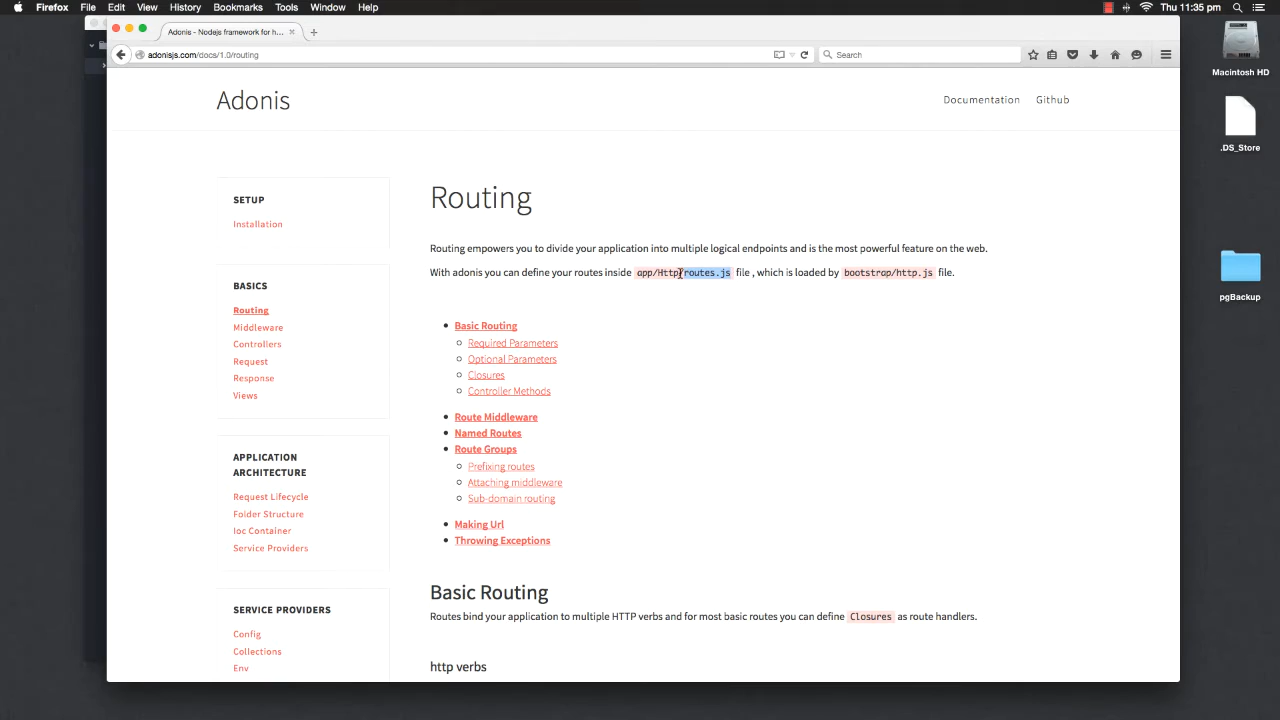 Firefox File Edit View History Bookmarks Tools Window Help
Thu 11:35 pm
Adonis - Nodejs framework for h...
adonisjs.com/docs/1.0/routing
Search
Macintosh HD
.DS_Store
pgBackup
Adonis
Documentation Github
SETUP
Installation
BASICS
Routing
Middleware
Controllers
Request
Response
Views
APPLICATION
ARCHITECTURE
Request Lifecycle
Folder Structure
Ioc Container
Service Providers
SERVICE PROVIDERS
Config
Collections
Env
Routing
Routing empowers you to divide your application into multiple logical endpoints and is the most powerful feature on the web.
With adonis you can define your routes inside app/Http/routes.js file , which is loaded by bootstrap/http.js file.
Basic Routing
Required Parameters
Optional Parameters
Closures
Controller Methods
Route Middleware
Named Routes
Route Groups
Prefixing routes
Attaching middleware
Sub-domain routing
Making Url
Throwing Exceptions
Basic Routing
Routes bind your application to multiple HTTP verbs and for most basic routes you can define Closures as route handlers.
http verbs